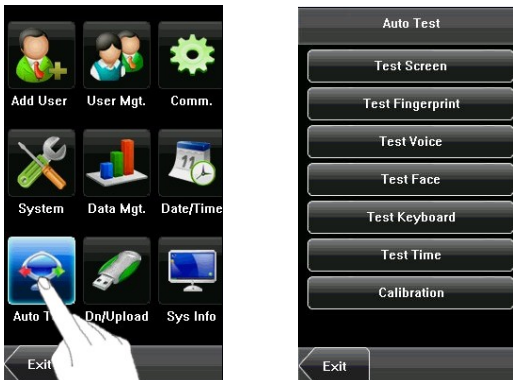 Add User User Mgt. Comm.
System Data Mgt. Date/Time
Auto Dn/Upload Sys Info
Exit
Auto Test
Test Screen
Test Fingerprint
Test Voice
Test Face
Test Keyboard
Test Time
Calibration
Exit